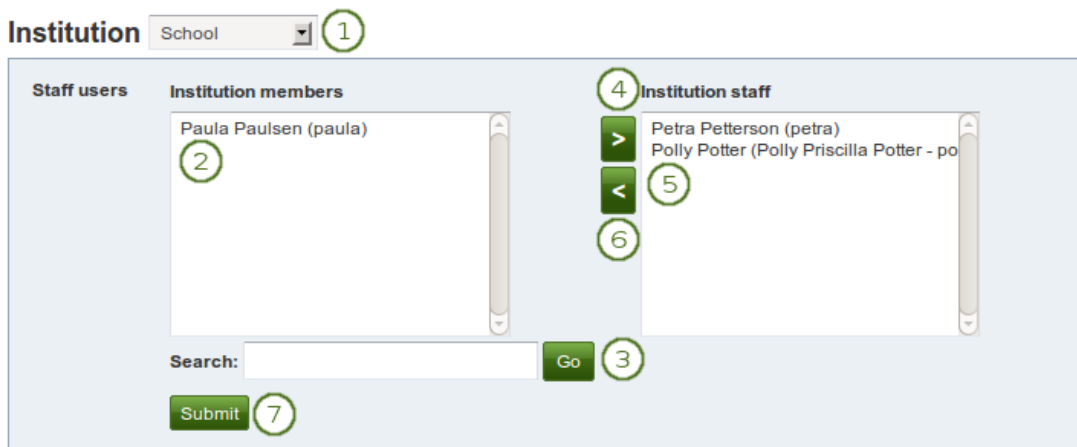 Institution School 1
Staff users Institution members 4 Institution staff
Paula Paulsen (paula) > Petra Petterson (petra)
2 Polly Potter (Polly Priscilla Potter - po
< 5
6
Search: Go 3
Submit 7